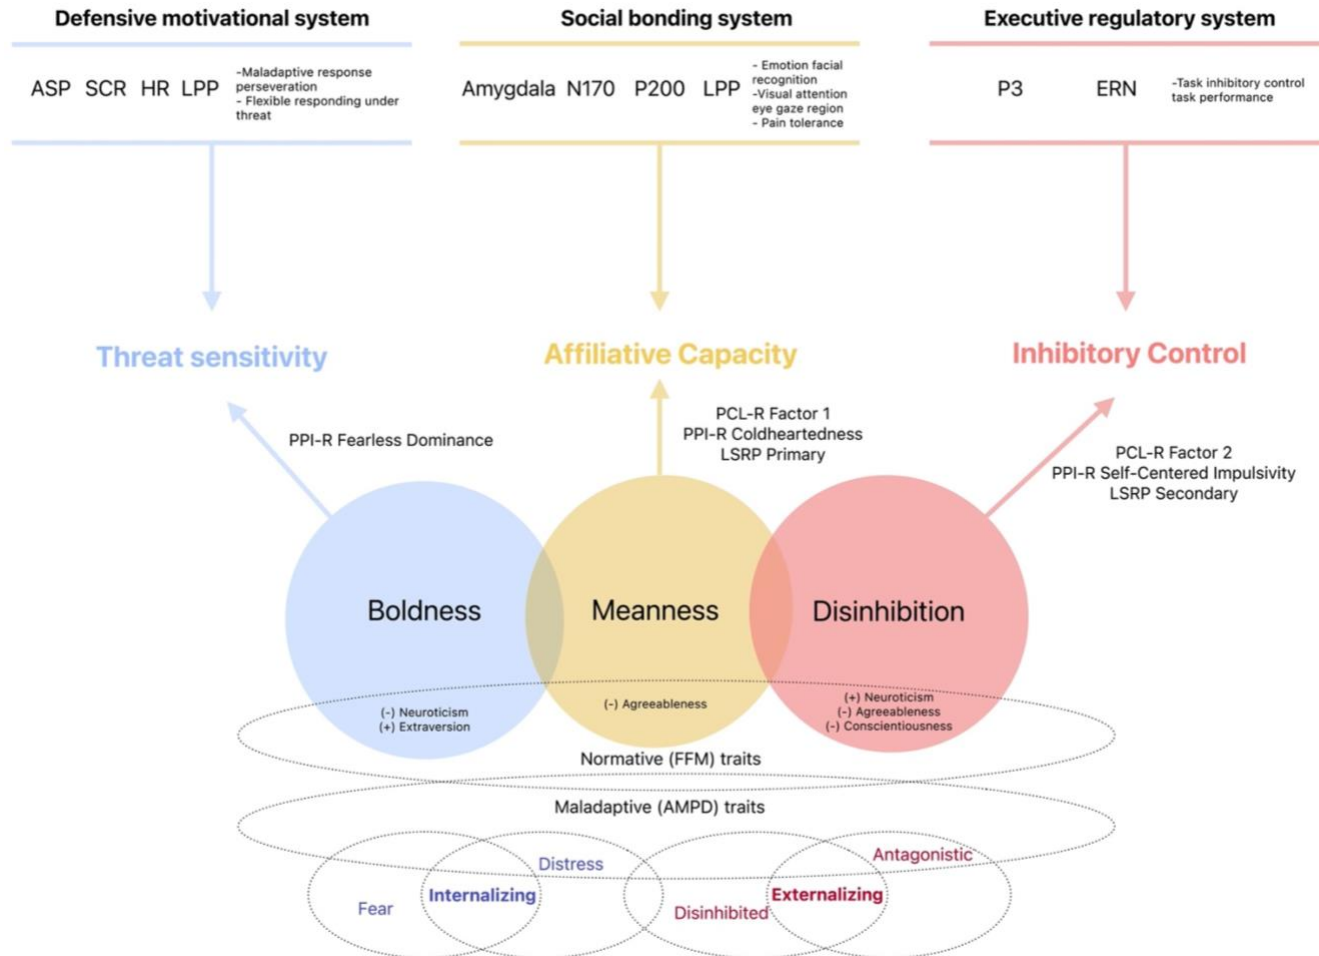 Defensive motivational system
ASP SCR HR LPP
-Maladaptive response
perseveration
- Flexible responding under
threat
Social bonding system
Amygdala N170 P200 LPP
- Emotion facial
recognition
-Visual attention
eye gaze region
- Pain tolerance
Executive regulatory system
P3 ERN
-Task inhibitory control
task performance
Threat sensitivity
Affiliative Capacity
Inhibitory Control
PPI-R Fearless Dominance
PCL-R Factor 1
PPI-R Coldheartedness
LSRP Primary
PCL-R Factor 2
PPI-R Self-Centered Impulsivity
LSRP Secondary
Boldness
Meanness
Disinhibition
(-) Neuroticism
(+) Extraversion
(-) Agreeableness
(+) Neuroticism
(-) Agreeableness
(-) Conscientiousness
Normative (FFM) traits
Maladaptive (AMPD) traits
Fear
Internalizing
Distress
Disinhibited
Externalizing
Antagonistic